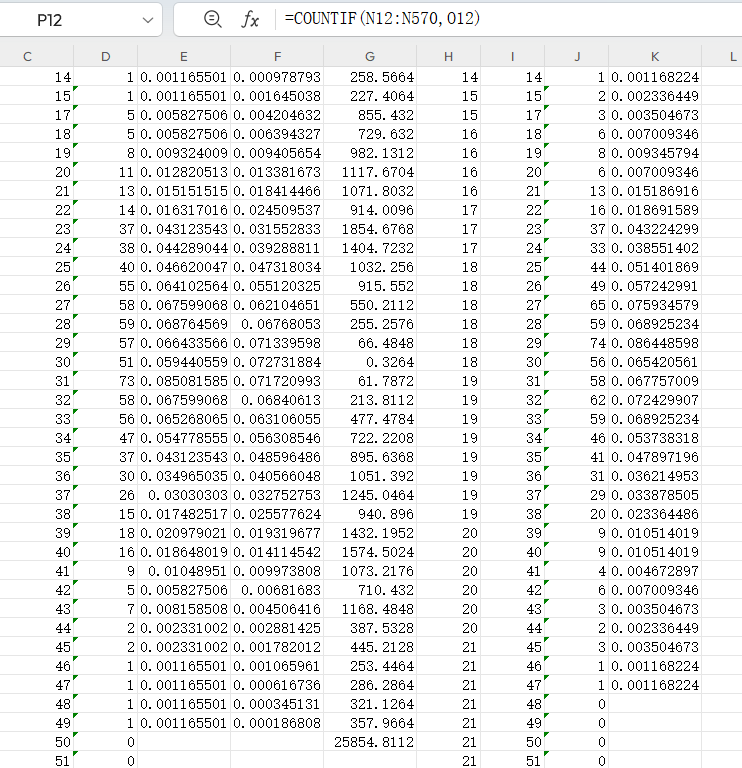 P12 fx =COUNTIF(N12:N570,O12)
C D E F G H I J K L
14 1 0.001165501 0.000978793 258.5664 14 14 1 0.001168224
15 1 0.001165501 0.001645038 227.4064 15 15 2 0.002336449
17 5 0.005827506 0.004204632 855.432 15 17 3 0.003504673
18 5 0.005827506 0.006394327 729.632 16 18 6 0.007009346
19 8 0.009324009 0.009405654 982.1312 16 19 8 0.009345794
20 11 0.012820513 0.013381673 1117.6704 16 20 6 0.007009346
21 13 0.015151515 0.018414466 1071.8032 16 21 13 0.015186916
22 14 0.016317016 0.024509537 914.0096 17 22 16 0.018691589
23 37 0.043123543 0.031552833 1854.6768 17 23 37 0.043224299
24 38 0.044289044 0.039288811 1404.7232 17 24 33 0.038551402
25 40 0.046620047 0.047318034 1032.256 18 25 44 0.051401869
26 55 0.064102564 0.055120325 915.552 18 26 49 0.057242991
27 58 0.067599068 0.062104651 550.2112 18 27 65 0.075934579
28 59 0.068764569 0.06768053 255.2576 18 28 59 0.068925234
29 57 0.066433566 0.071339598 66.4848 18 29 74 0.086448598
30 51 0.059440559 0.072731884 0.3264 18 30 56 0.065420561
31 73 0.085081585 0.071720993 61.7872 19 31 58 0.067757009
32 58 0.067599068 0.06840613 213.8112 19 32 62 0.072429907
33 56 0.065268065 0.063106055 477.4784 19 33 59 0.068925234
34 47 0.054778555 0.056308546 722.2208 19 34 46 0.053738318
35 37 0.043123543 0.048596486 895.6368 19 35 41 0.047897196
36 30 0.034965035 0.040566048 1051.392 19 36 31 0.036214953
37 26 0.03030303 0.032752753 1245.0464 19 37 29 0.033878505
38 15 0.017482517 0.025577624 940.896 19 38 20 0.023364486
39 18 0.020979021 0.019319677 1432.1952 20 39 9 0.010514019
40 16 0.018648019 0.014114542 1574.5024 20 40 9 0.010514019
41 9 0.01048951 0.009973808 1073.2176 20 41 4 0.004672897
42 5 0.005827506 0.00681683 710.432 20 42 6 0.007009346
43 7 0.008158508 0.004506416 1168.4848 20 43 3 0.003504673
44 2 0.002331002 0.002881425 387.5328 20 44 2 0.002336449
45 2 0.002331002 0.001782012 445.2128 21 45 3 0.003504673
46 1 0.001165501 0.001065961 253.4464 21 46 1 0.001168224
47 1 0.001165501 0.000616736 286.2864 21 47 1 0.001168224
48 1 0.001165501 0.000345131 321.1264 21 48 0
49 1 0.001165501 0.000186808 357.9664 21 49 0
50 0 25854.8112 21 50 0
51 0 21 51 0